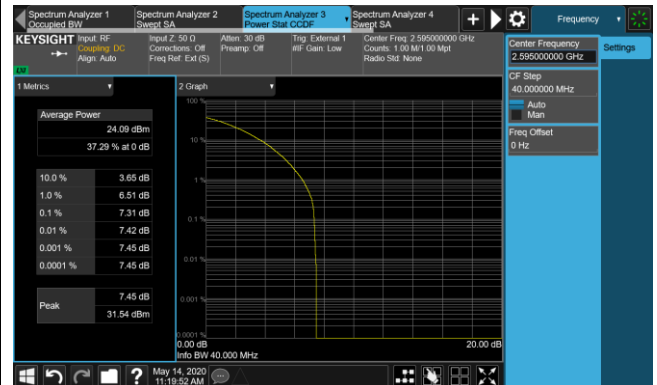 Spectrum Analyzer 1
Occupied BW
Spectrum Analyzer 2
Swept SA
Spectrum Analyzer 3
Power Stat CCDF
Spectrum Analyzer 4
Swept SA
+
Frequency
KEYSIGHT
Input: RF
Coupling: DC
Align: Auto
Input Z: 50 Ω
Corrections: Off
Freq Ref: Ext (S)
Atten: 30 dB
Preamp: Off
Trig: External 1
#IF Gain: Low
Center Freq: 2.595000000 GHz
Counts: 1.00 M/1.00 Mpt
Radio Std: None
Center Frequency
2.595000000 GHz
Settings
CF Step
40.000000 MHz
Auto
Man
Freq Offset
0 Hz
1 Metrics
2 Graph
Average Power
24.09 dBm
37.29 % at 0 dB
10.0 % 3.65 dB
1.0 % 6.51 dB
0.1 % 7.31 dB
0.01 % 7.42 dB
0.001 % 7.45 dB
0.0001 % 7.45 dB
Peak
7.45 dB
31.54 dBm
100 %
10 %
1 %
0.1 %
0.01 %
0.001 %
0.0001 %
0.00 dB
20.00 dB
Info BW 40.000 MHz
?
May 14, 2020
11:19:52 AM